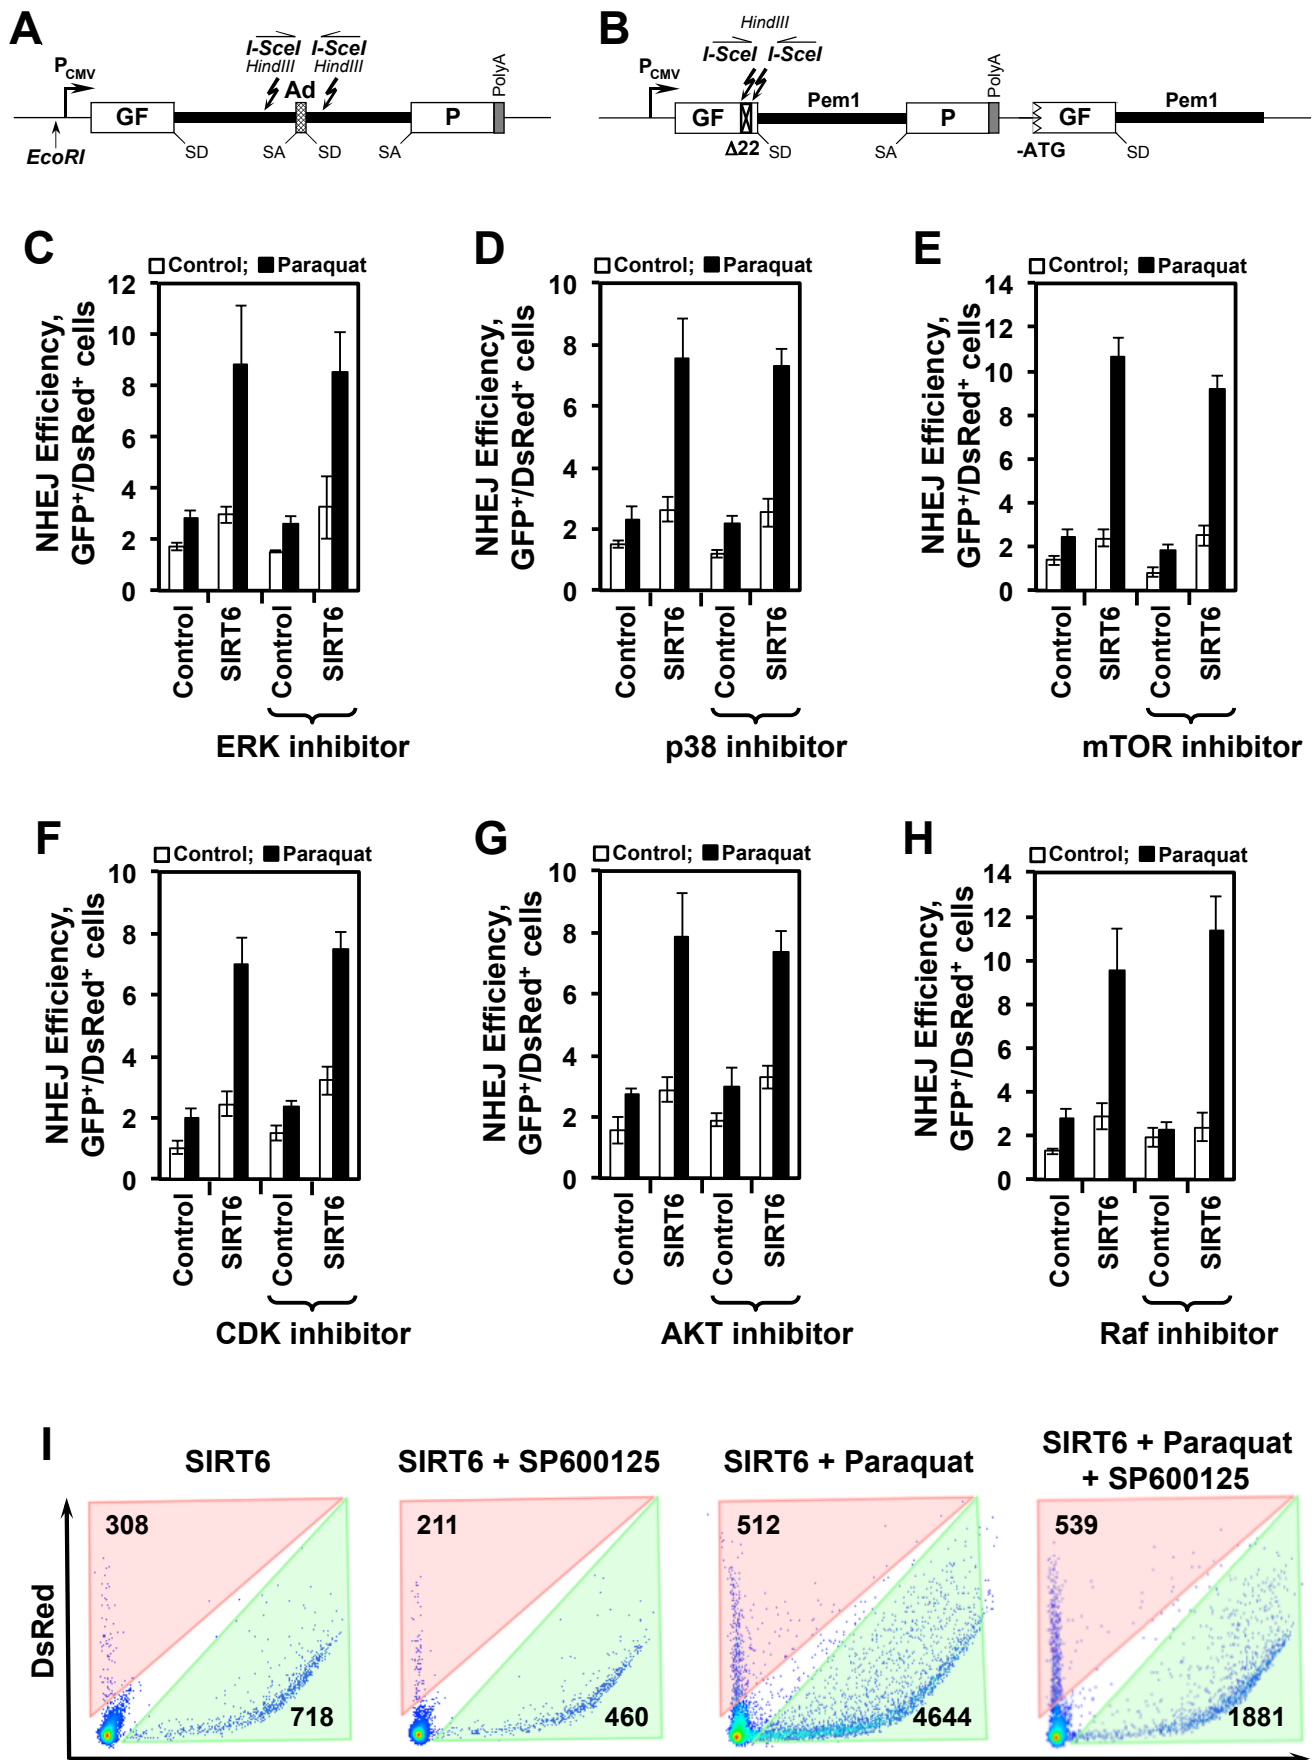 A
I-SceI I-SceI
HindIII HindIII
PCMV
Ad
PolyA
GF
P
EcoRI
SD
SA
SD
SA
B
HindIII
I-SceI I-SceI
PCMV
Pem1
PolyA
Pem1
GF
P
GF
Δ22
SD
SA
-ATG
SD
C
Control; Paraquat
NHEJ Efficiency,
GFP+/DsRed+ cells
12
10
8
6
4
2
0
Control
SIRT6
Control
SIRT6
ERK inhibitor
D
Control; Paraquat
NHEJ Efficiency,
GFP+/DsRed+ cells
10
8
6
4
2
0
Control
SIRT6
Control
SIRT6
p38 inhibitor
E
Control; Paraquat
NHEJ Efficiency,
GFP+/DsRed+ cells
14
12
10
8
6
4
2
0
Control
SIRT6
Control
SIRT6
mTOR inhibitor
F
Control; Paraquat
NHEJ Efficiency,
GFP+/DsRed+ cells
10
8
6
4
2
0
Control
SIRT6
Control
SIRT6
CDK inhibitor
G
Control; Paraquat
NHEJ Efficiency,
GFP+/DsRed+ cells
10
8
6
4
2
0
Control
SIRT6
Control
SIRT6
AKT inhibitor
H
Control; Paraquat
NHEJ Efficiency,
GFP+/DsRed+ cells
14
12
10
8
6
4
2
0
Control
SIRT6
Control
SIRT6
Raf inhibitor
I
DsRed
SIRT6
308
718
SIRT6 + SP600125
211
460
SIRT6 + Paraquat
512
4644
SIRT6 + Paraquat
+ SP600125
539
1881